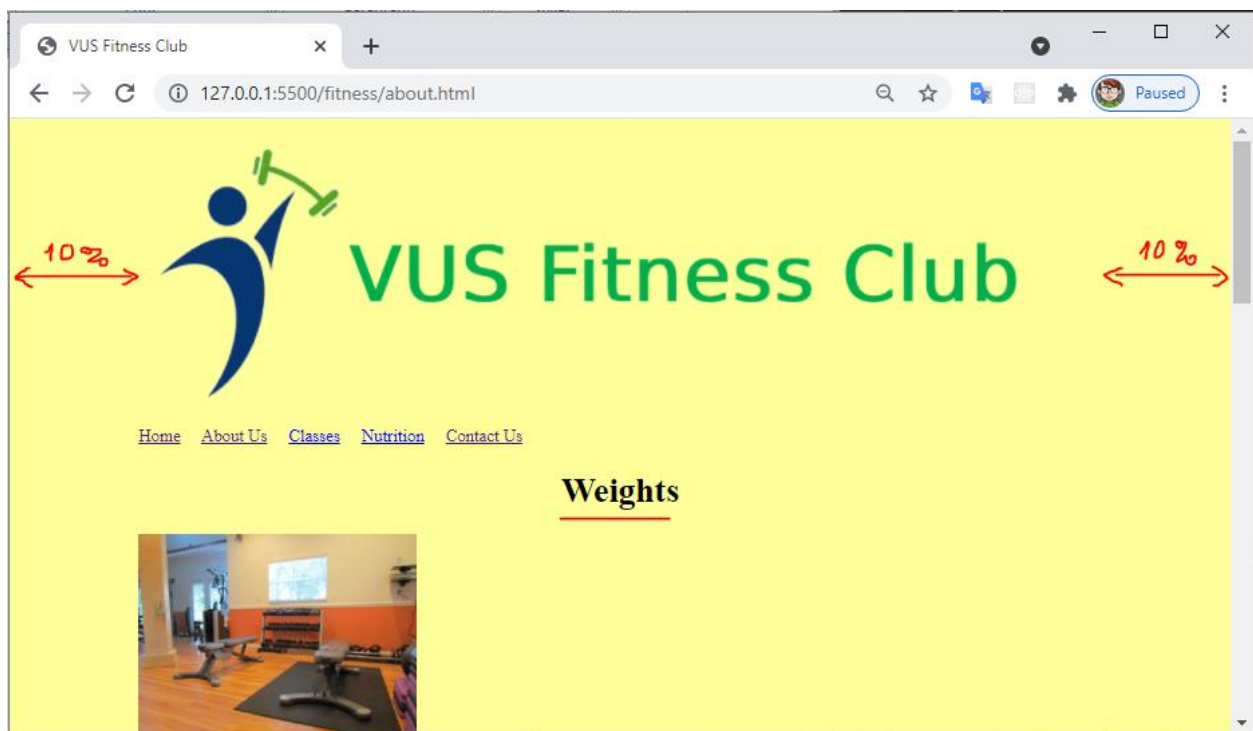 VUS Fitness Club
127.0.0.1:5500/fitness/about.html
Paused
10%
10%
VUS Fitness Club
Home About Us Classes Nutrition Contact Us
Weights